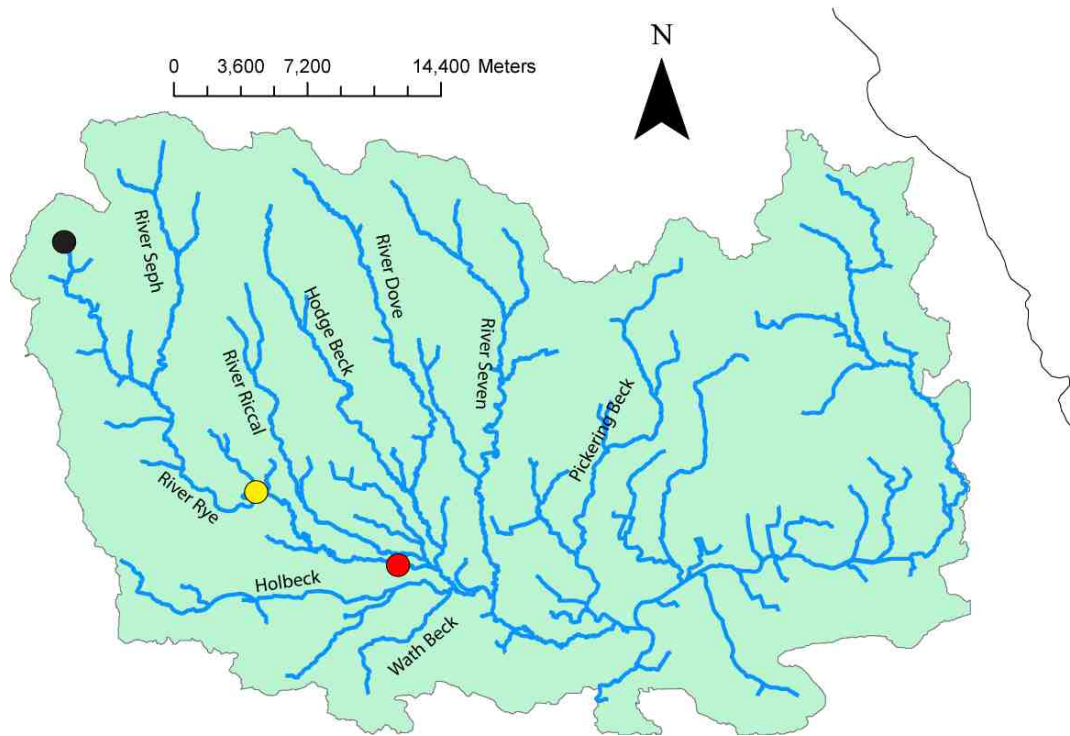 N
0 3,600 7,200 14,400 Meters
River Seph
River Dove
Hodge Beck
River Seven
River Riccal
Pickering Beck
River Rye
Holbeck
Wath Beck